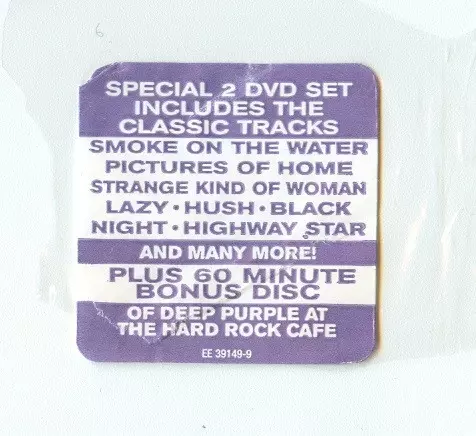 SPECIAL 2 DVD SET
INCLUDES THE
CLASSIC TRACKS
SMOKE ON THE WATER
PICTURES OF HOME
STRANGE KIND OF WOMAN
LAZY • HUSH • BLACK
NIGHT • HIGHWAY STAR
AND MANY MORE!
PLUS 60 MINUTE
BONUS DISC
OF DEEP PURPLE AT
THE HARD ROCK CAFE
EE 39149-9